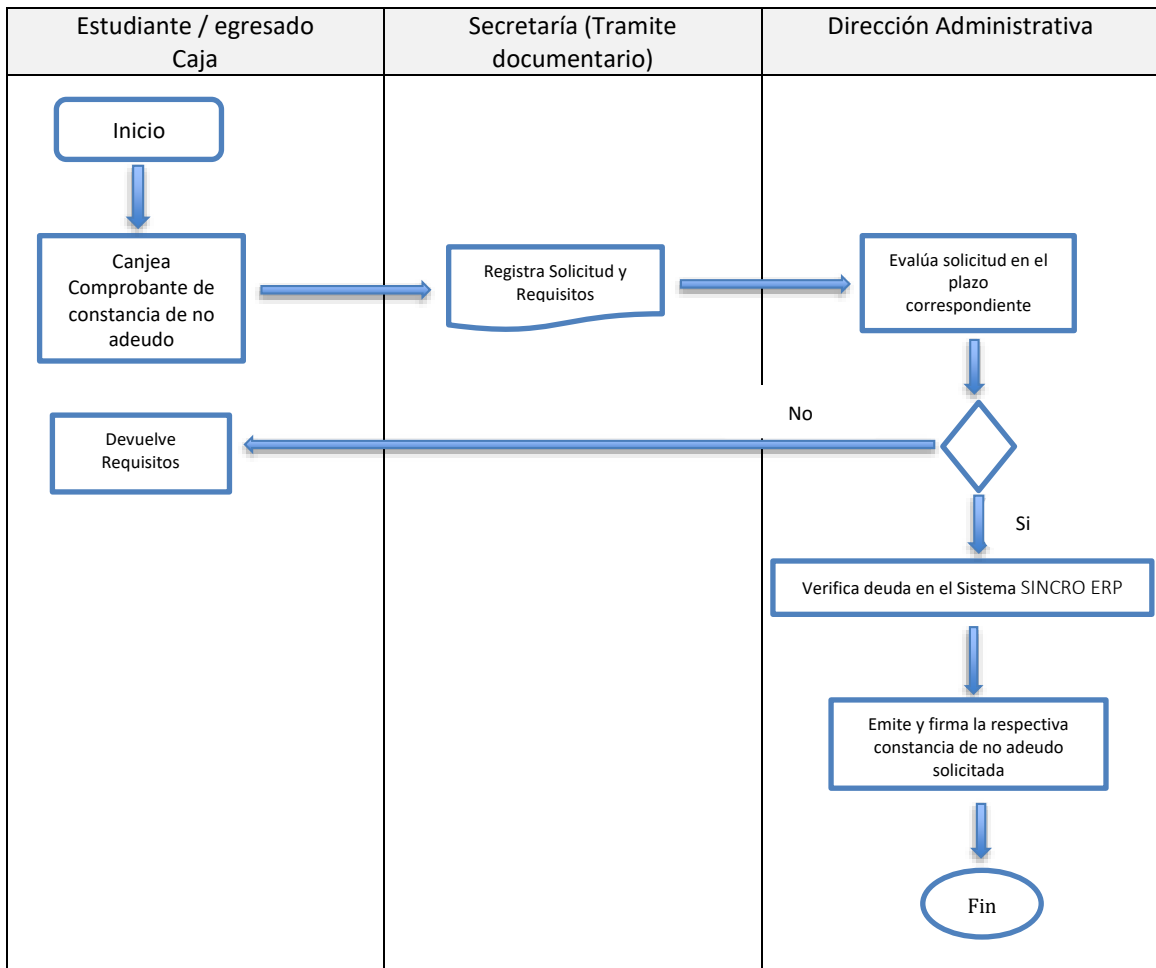 Estudiante / egresado
Caja
Secretaría (Tramite
documentario)
Dirección Administrativa
Inicio
Canjea
Comprobante de
constancia de no
adeudo
Registra Solicitud y
Requisitos
Evalúa solicitud en el
plazo
correspondiente
No
Devuelve
Requisitos
Si
Verifica deuda en el Sistema SINCRO ERP
Emite y firma la respectiva
constancia de no adeudo
solicitada
Fin